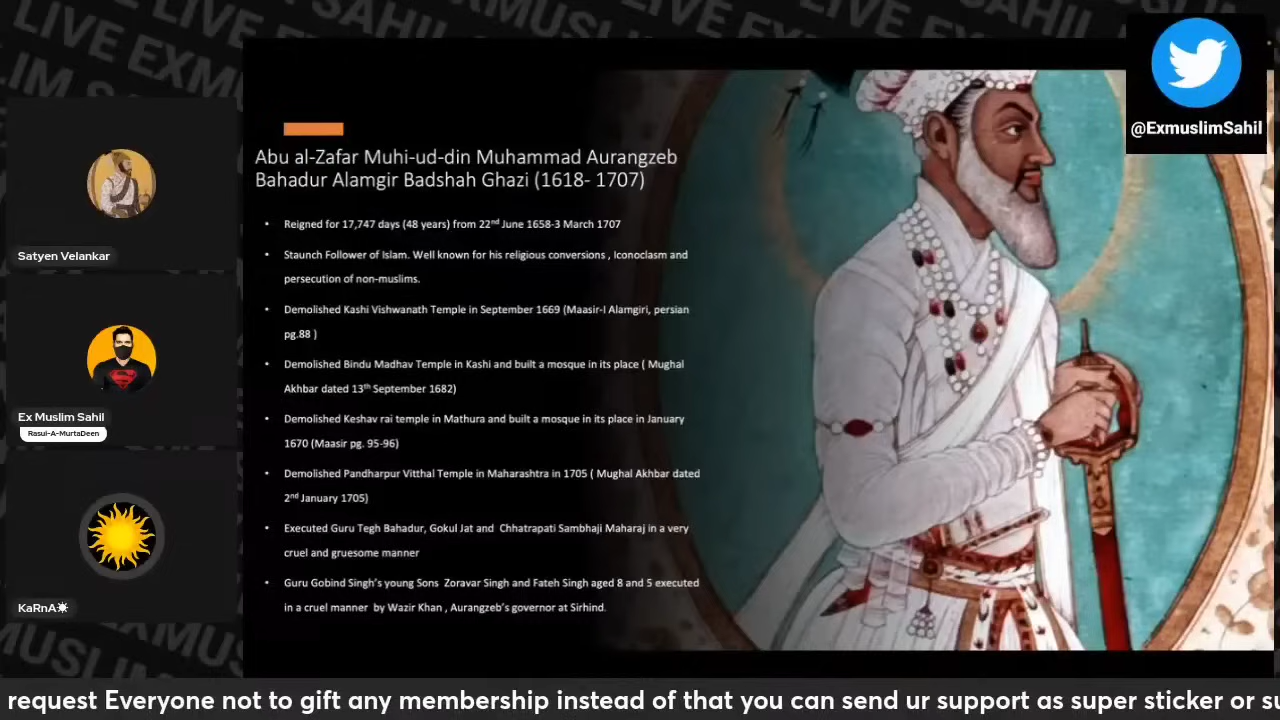 LIVE EXMUSLIM SAHIL
@ExmuslimSahil
Abu al-Zafar Muhi-ud-din Muhammad Aurangzeb
Bahadur Alamgir Badshah Ghazi (1618- 1707)
• Reigned for 17,747 days (48 years) from 22nd June 1658-3 March 1707
• Staunch Follower of Islam. Well known for his religious conversions , Iconoclasm and
persecution of non-muslims.
• Demolished Kashi Vishwanath Temple in September 1669 (Maasir-I Alamgiri, persian
pg.88 )
• Demolished Bindu Madhav Temple in Kashi and built a mosque in its place ( Mughal
Akhbar dated 13th September 1682)
• Demolished Keshav rai temple in Mathura and built a mosque in its place in January
1670 (Maasir pg. 95-96)
• Demolished Pandharpur Vitthal Temple in Maharashtra in 1705 ( Mughal Akhbar dated
2nd January 1705)
• Executed Guru Tegh Bahadur, Gokul Jat and Chhatrapati Sambhaji Maharaj in a very
cruel and gruesome manner
• Guru Gobind Singh's young Sons Zoravar Singh and Fateh Singh aged 8 and 5 executed
in a cruel manner by Wazir Khan , Aurangzeb's governor at Sirhind.
Satyen Velankar
Ex Muslim Sahil
Rasul-A-MurtaDeen
KaRnA☀
request Everyone not to gift any membership instead of that you can send ur support as super sticker or su